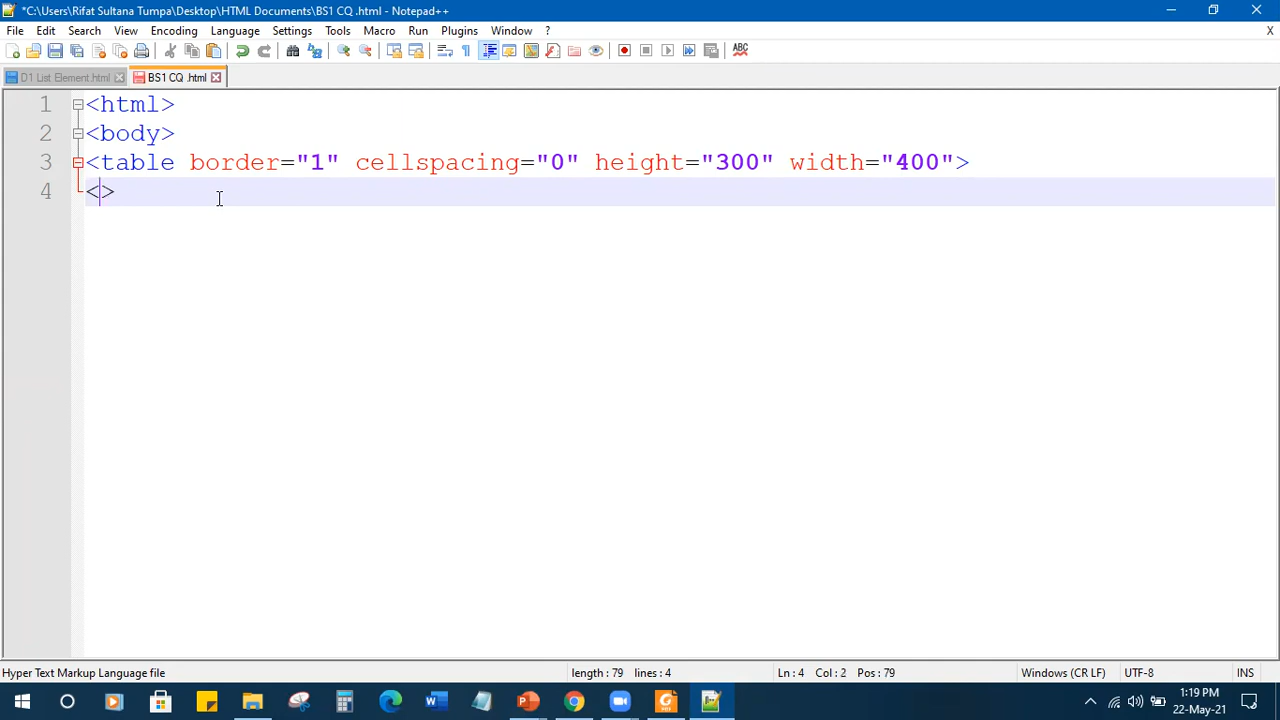 *C:\Users\Rifat Sultana Tumpa\Desktop\HTML Documents\BS1 CQ .html - Notepad++
File Edit Search View Encoding Language Settings Tools Macro Run Plugins Window ? X
ABC
D1 List Element.html BS1 CQ .html
1 <html>
2 <body>
3 <table border="1" cellspacing="0" height="300" width="400">
4 <>
Hyper Text Markup Language file length : 79 lines : 4 Ln : 4 Col : 2 Pos : 79 Windows (CR LF) UTF-8 INS
1:19 PM
22-May-21